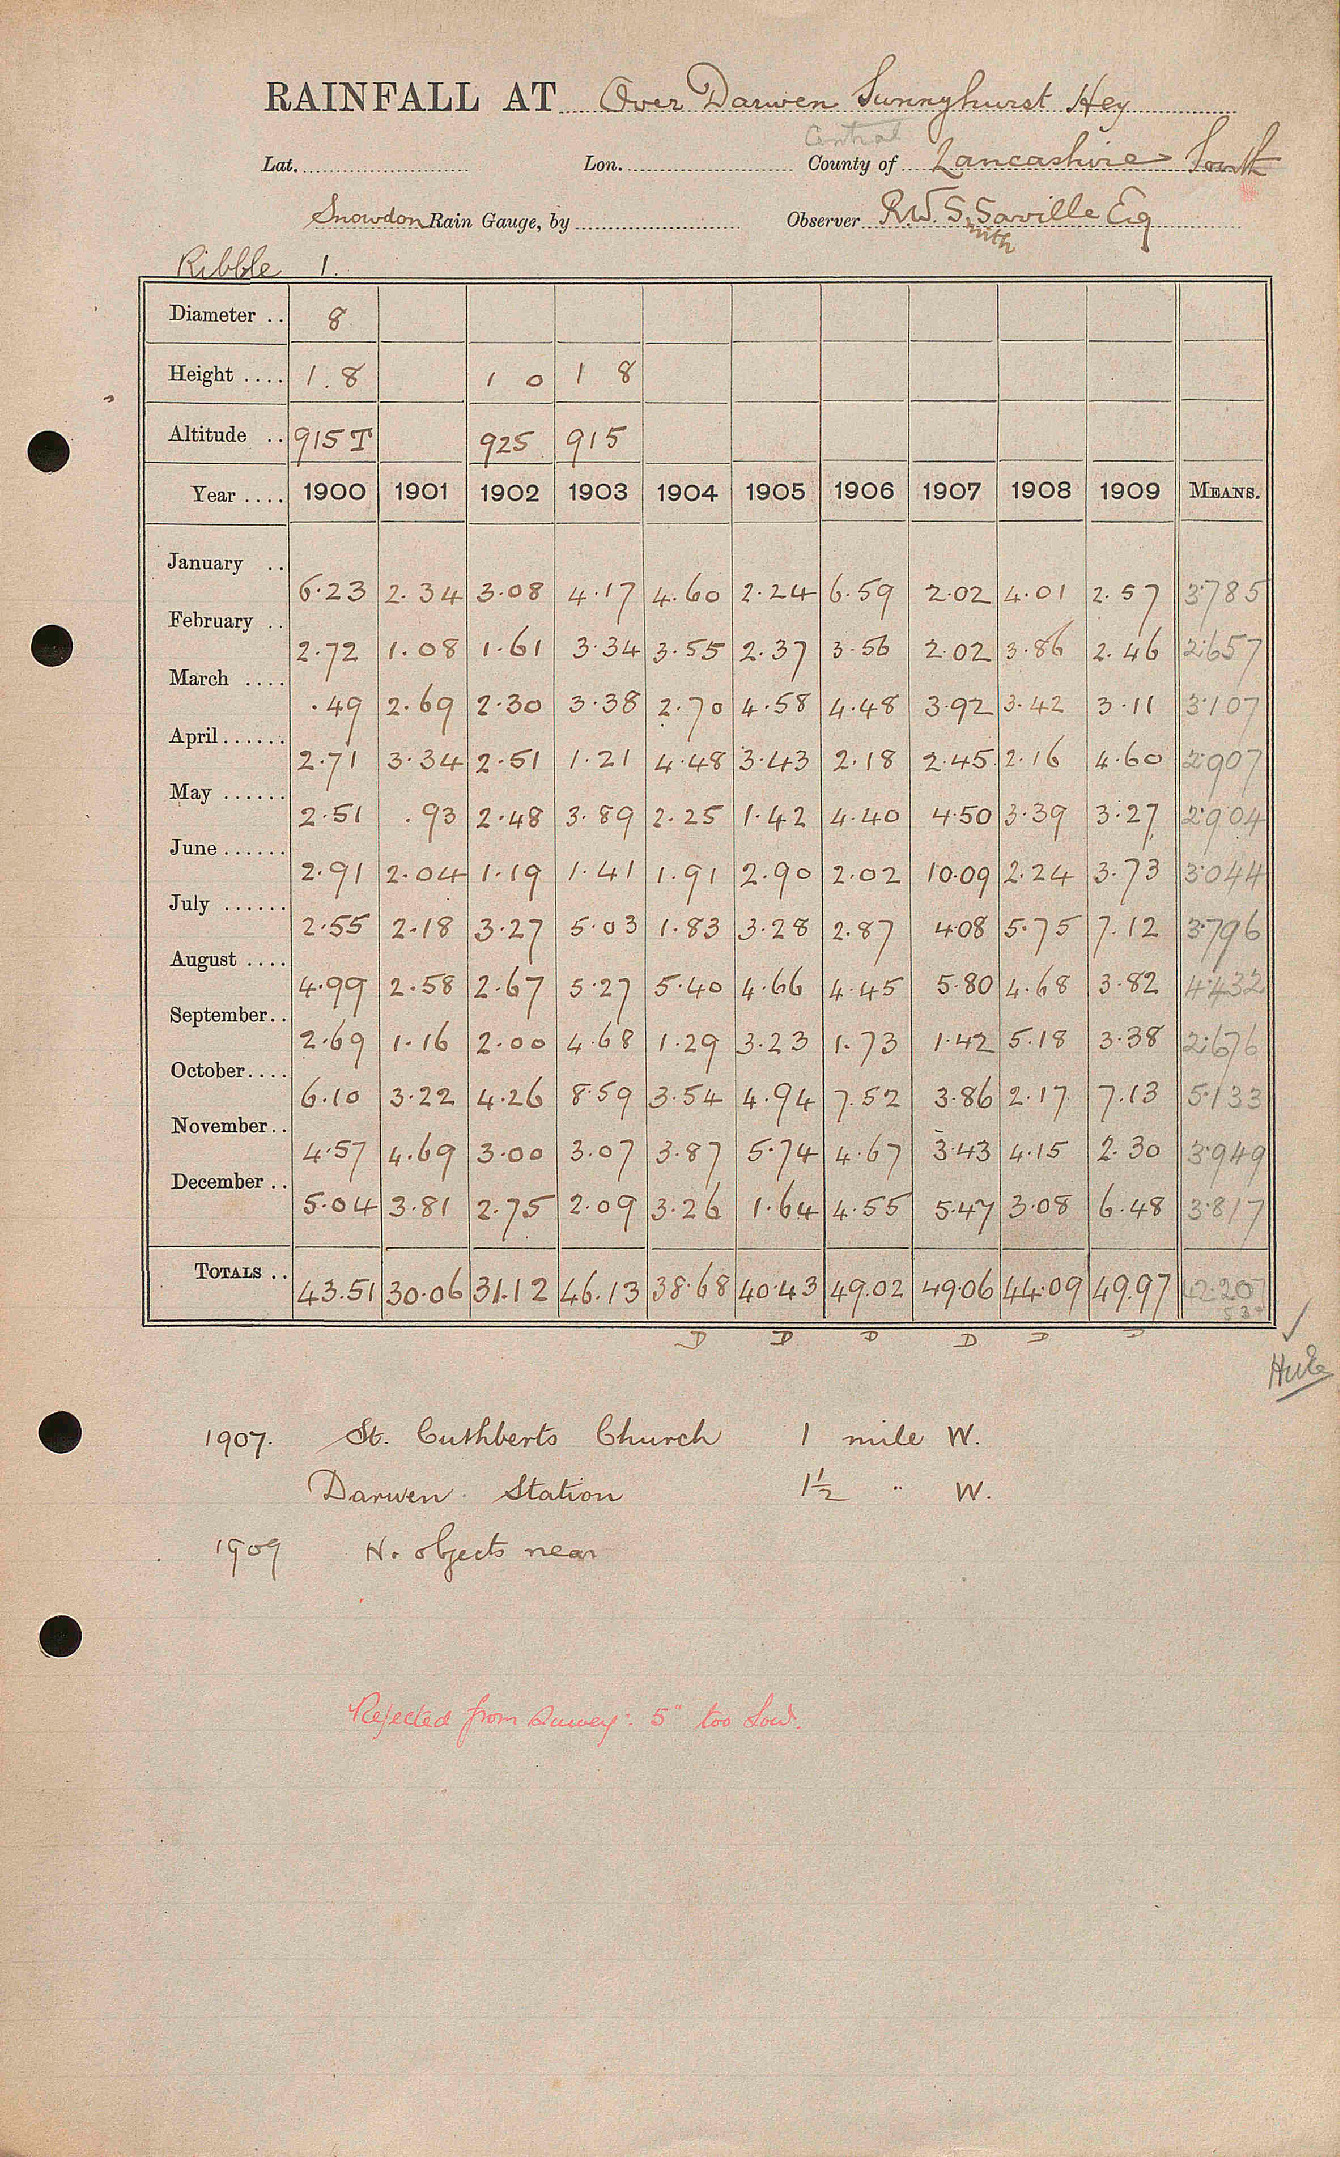 RAINFALL AT Over Darwen Sunnyhurst Hey
Central
Lat. Lon. County of Lancashire South
Snowdon Rain Gauge, by Observer R.W. S. Saville Esq
mith
Ribble 1.
Diameter .. 8
Height .... 1. 8 1 0 1 8
Altitude .. 915 T 925 915
Year .... 1900 1901 1902 1903 1904 1905 1906 1907 1908 1909 MEANS.
January .. 6.23 2.34 3.08 4.17 4.60 2.24 6.59 2.02 4.01 2.57 3.785
February .. 2.72 1.08 1.61 3.34 3.55 2.37 3.56 2.02 3.86 2.46 2.657
March .... .49 2.69 2.30 3.38 2.70 4.58 4.48 3.92 3.42 3.11 3.107
April ...... 2.71 3.34 2.51 1.21 4.48 3.43 2.18 2.45 2.16 4.60 2.907
May ...... 2.51 .93 2.48 3.89 2.25 1.42 4.40 4.50 3.39 3.27 2.904
June ...... 2.91 2.04 1.19 1.41 1.91 2.90 2.02 10.09 2.24 3.73 3.044
July ...... 2.55 2.18 3.27 5.03 1.83 3.28 2.87 4.08 5.75 7.12 3.796
August .... 4.99 2.58 2.67 5.27 5.40 4.66 4.45 5.80 4.68 3.82 4.432
September .. 2.69 1.16 2.00 4.68 1.29 3.23 1.73 1.42 5.18 3.38 2.676
October .... 6.10 3.22 4.26 8.59 3.54 4.94 7.52 3.86 2.17 7.13 5.133
November .. 4.57 4.69 3.00 3.07 3.87 5.74 4.67 3.43 4.15 2.30 3.949
December .. 5.04 3.81 2.75 2.09 3.26 1.64 4.55 5.47 3.08 6.48 3.817
TOTALS .. 43.51 30.06 31.12 46.13 38.68 40.43 49.02 49.06 44.09 49.97 42.207
D D D D D D
1907. St. Cuthberts Church 1 mile W.
Darwen Station 1½ " W.
1909 No objects near
Rejected from Survey: 5" too Low.